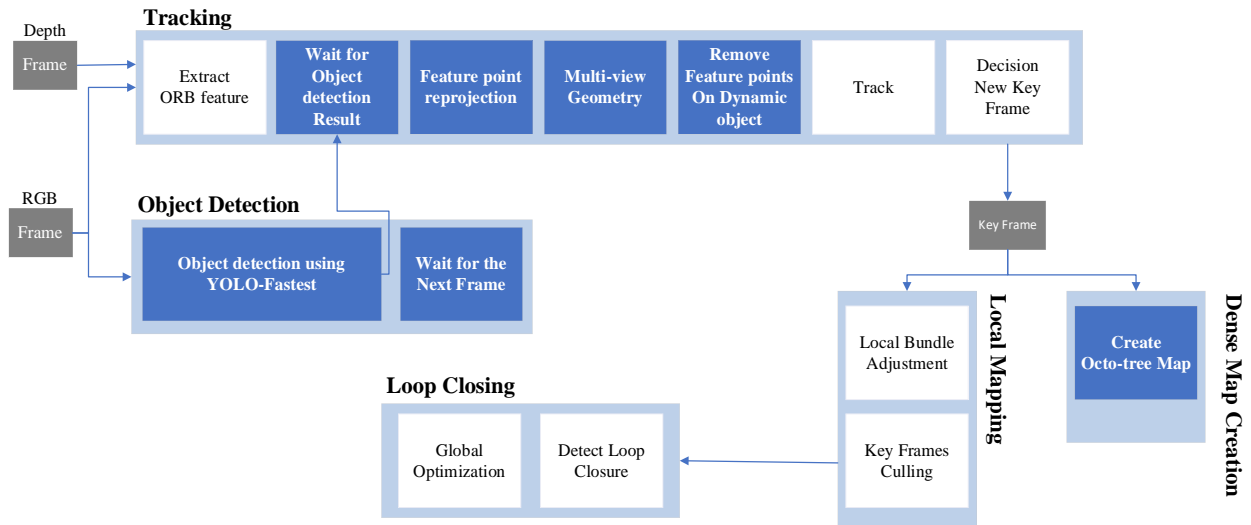 Tracking
Depth
Frame
Extract
ORB feature
Wait for
Object
detection
Result
Feature point
reprojection
Multi-view
Geometry
Remove
Feature points
On Dynamic
object
Track
Decision
New Key
Frame
RGB
Frame
Object Detection
Object detection using
YOLO-Fastest
Wait for the
Next Frame
Key Frame
Local Mapping
Local Bundle
Adjustment
Key Frames
Culling
Dense Map Creation
Create
Octo-tree Map
Loop Closing
Global
Optimization
Detect Loop
Closure